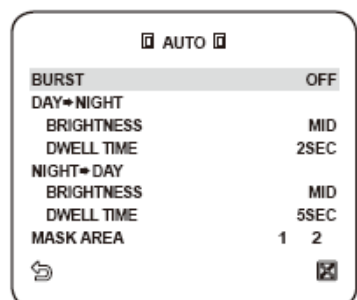 AUTO
BURST OFF
DAY➡NIGHT
BRIGHTNESS MID
DWELL TIME 2SEC
NIGHT➡DAY
BRIGHTNESS MID
DWELL TIME 5SEC
MASK AREA 1 2